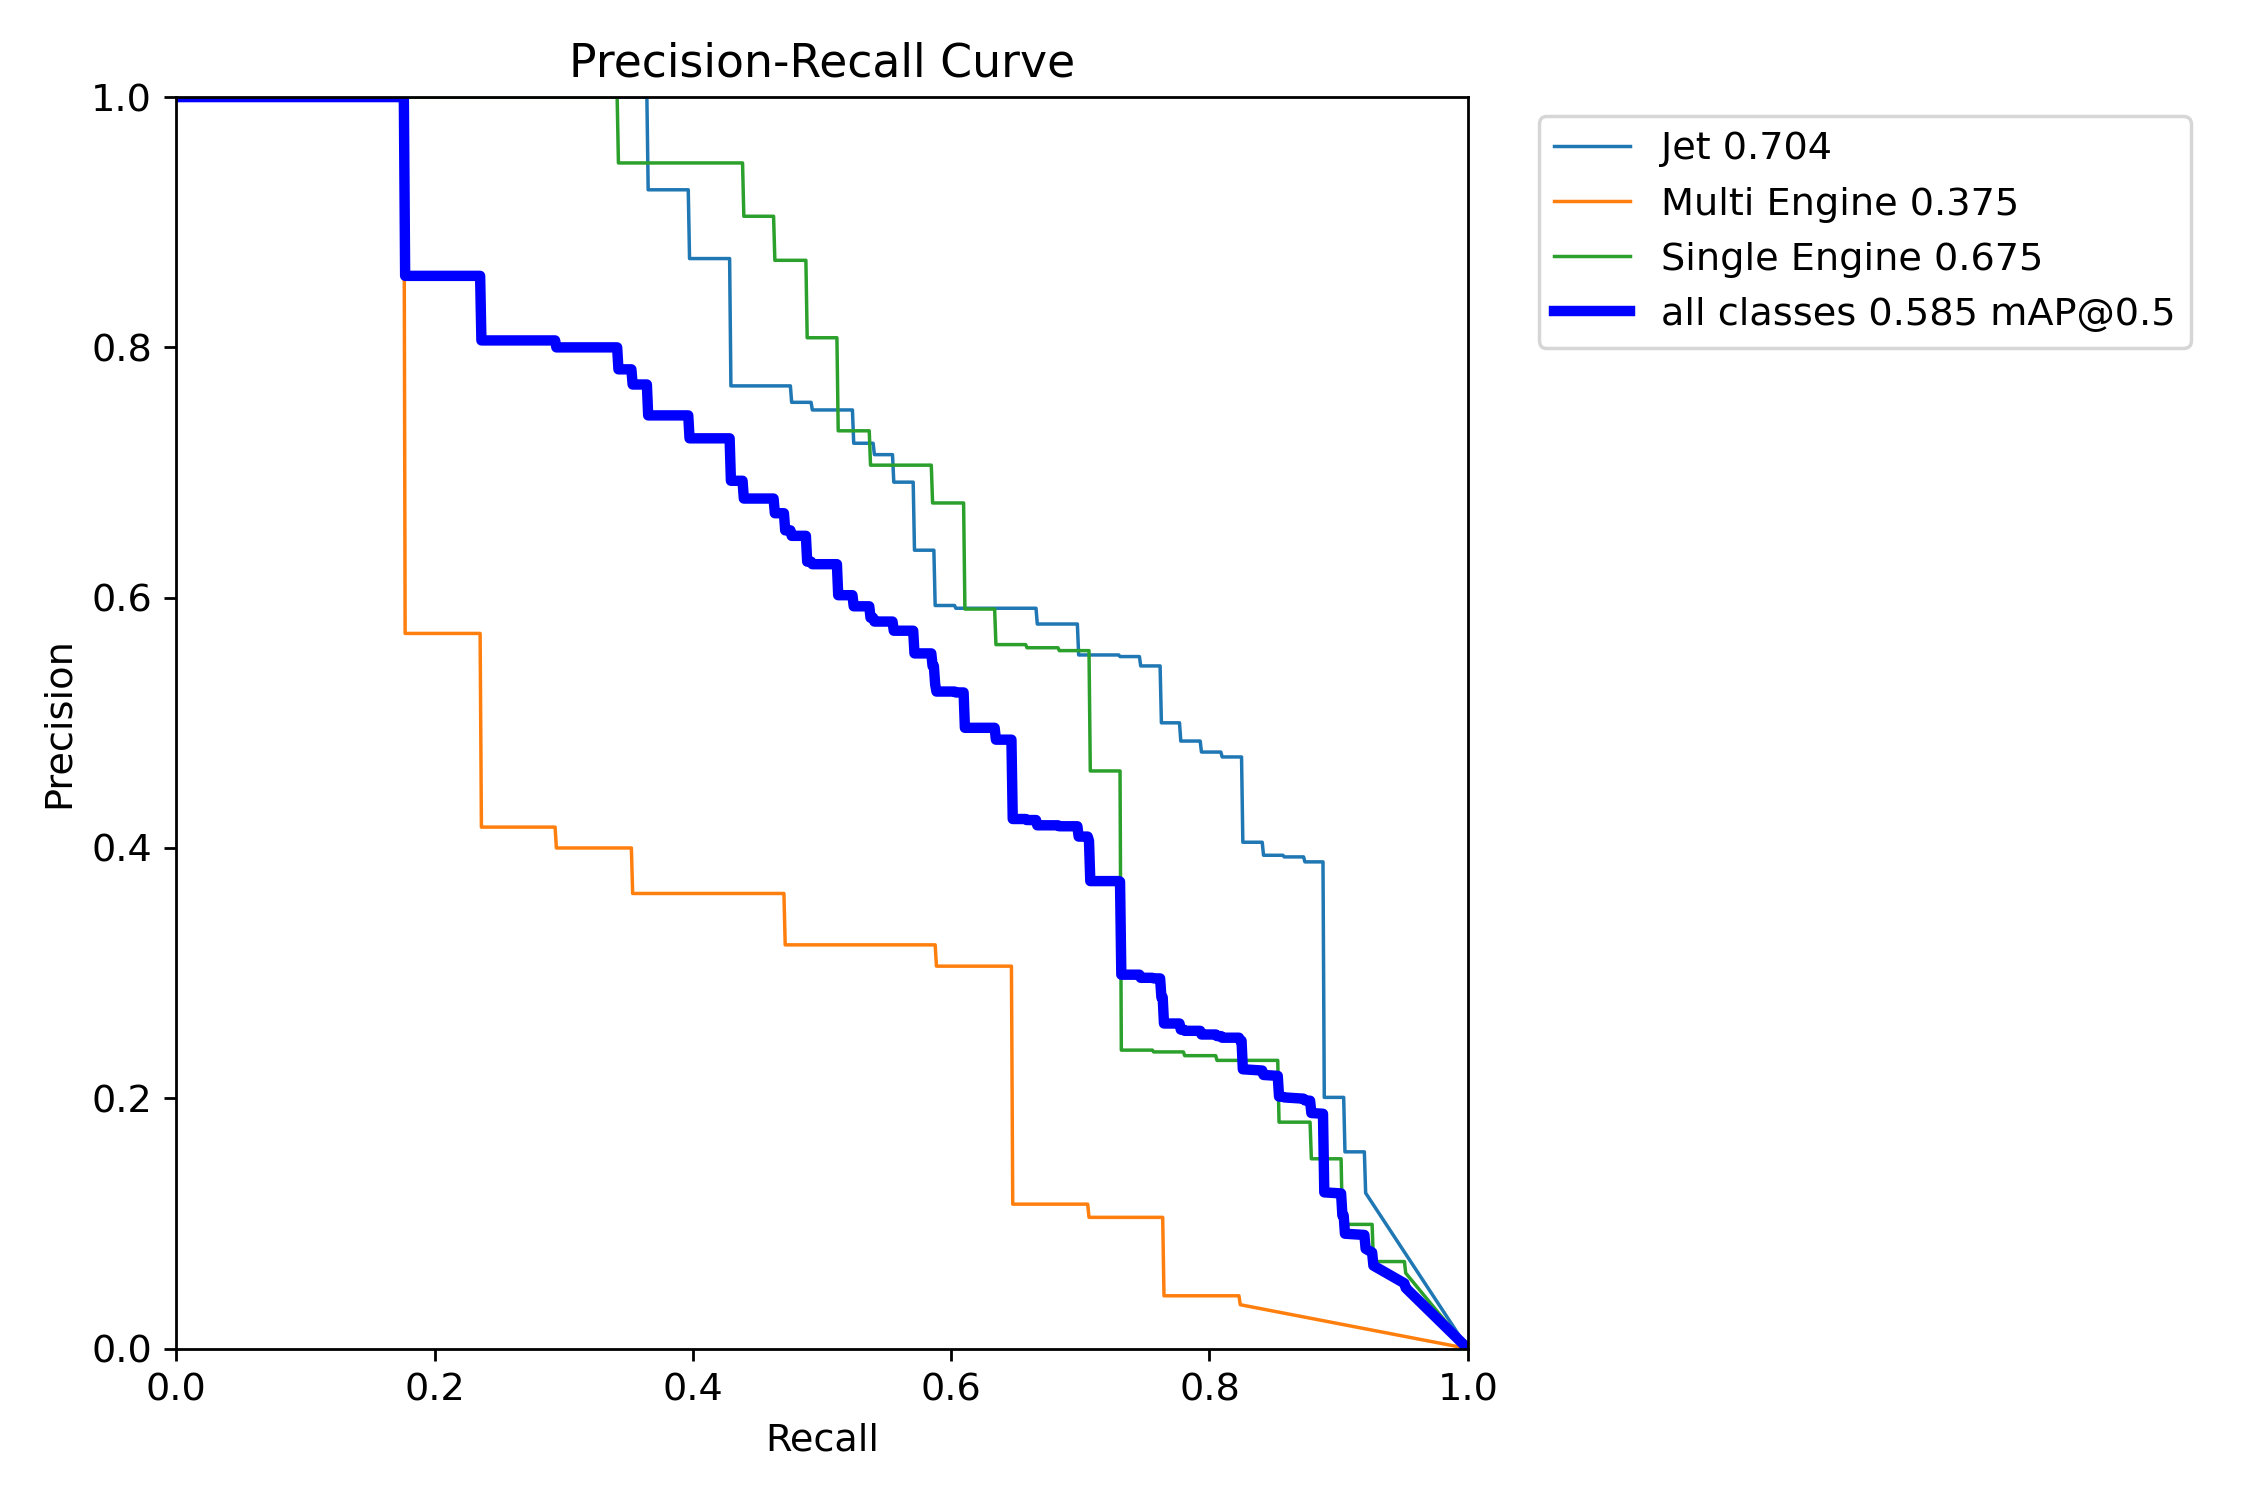 Precision-Recall Curve
1.0
0.8
0.6
0.4
0.2
0.0
Precision
0.0 0.2 0.4 0.6 0.8 1.0
Recall
Jet 0.704
Multi Engine 0.375
Single Engine 0.675
all classes 0.585 mAP@0.5